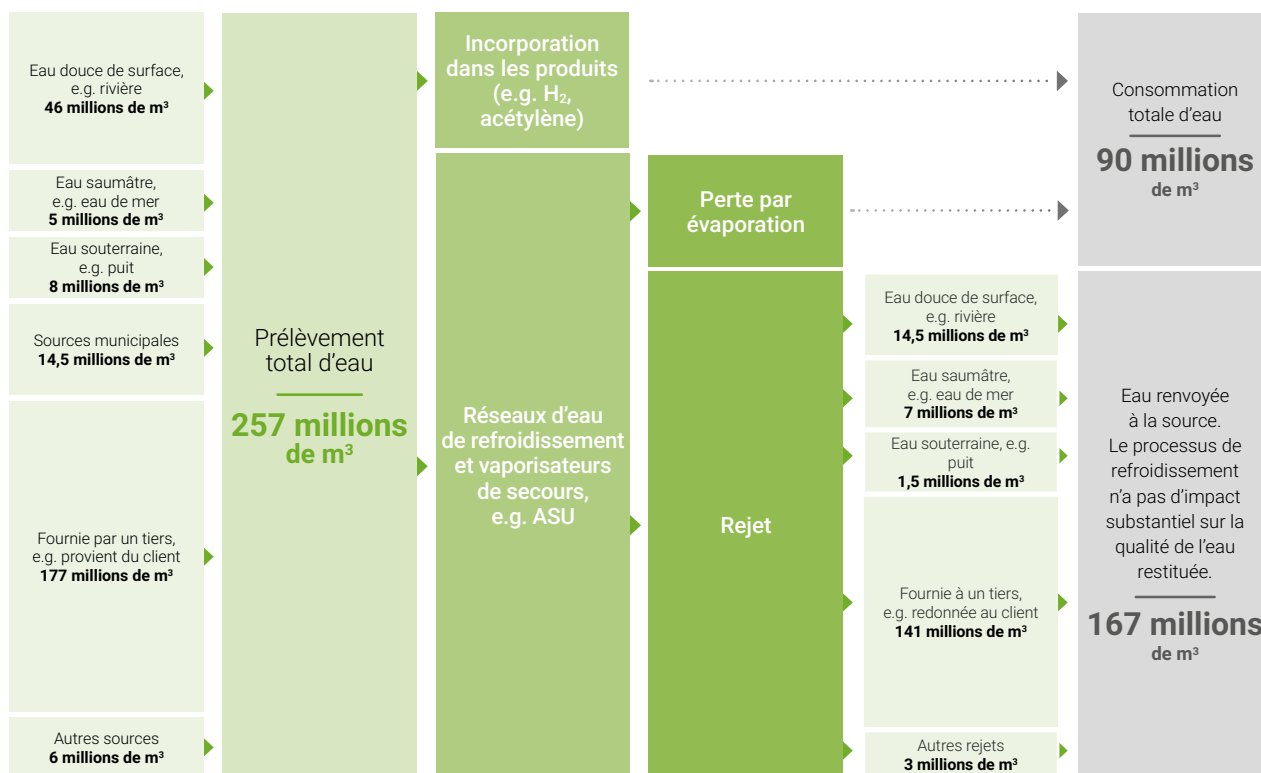 Eau douce de surface,
e.g. rivière
46 millions de m³
Eau saumâtre,
e.g. eau de mer
5 millions de m³
Eau souterraine,
e.g. puit
8 millions de m³
Sources municipales
14,5 millions de m³
Fournie par un tiers,
e.g. provient du client
177 millions de m³
Autres sources
6 millions de m³
Prélèvement
total d'eau
257 millions
de m³
Incorporation
dans les produits
(e.g. H₂,
acétylène)
Réseaux d'eau
de refroidissement
et vaporisateurs
de secours,
e.g. ASU
Perte par
évaporation
Rejet
Eau douce de surface,
e.g. rivière
14,5 millions de m³
Eau saumâtre,
e.g. eau de mer
7 millions de m³
Eau souterraine, e.g.
puit
1,5 millions de m³
Fournie à un tiers,
e.g. redonnée au client
141 millions de m³
Autres rejets
3 millions de m³
Consommation
totale d'eau
90 millions
de m³
Eau renvoyée
à la source.
Le processus de
refroidissement
n'a pas d'impact
substantiel sur la
qualité de l'eau
restituée.
167 millions
de m³